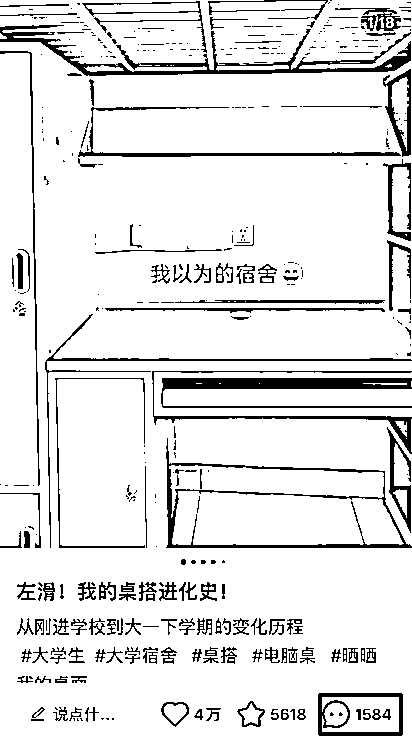 1/18
我以为的宿舍
左滑！我的桌搭进化史！
从刚进学校到大一下学期的变化历程
#大学生 #大学宿舍 #桌搭 #电脑桌 #晒晒
我的桌面
说点什... 4万 5618 1584